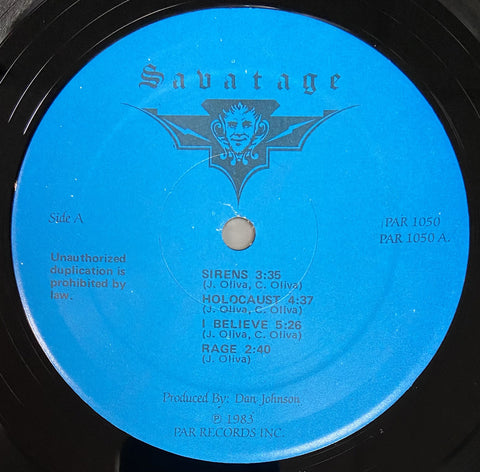 Savatage
Side A
PAR 1050
PAR 1050 A.
Unauthorized
duplication is
prohibited by
law.
SIRENS 3:35
(J. Oliva, C. Oliva)
HOLOCAUST 4:37
(J. Oliva, C. Oliva)
I BELIEVE 5:26
(J. Oliva, C. Oliva)
RAGE 2:40
(J. Oliva)
Produced By: Dan Johnson
℗ 1983
PAR RECORDS INC.